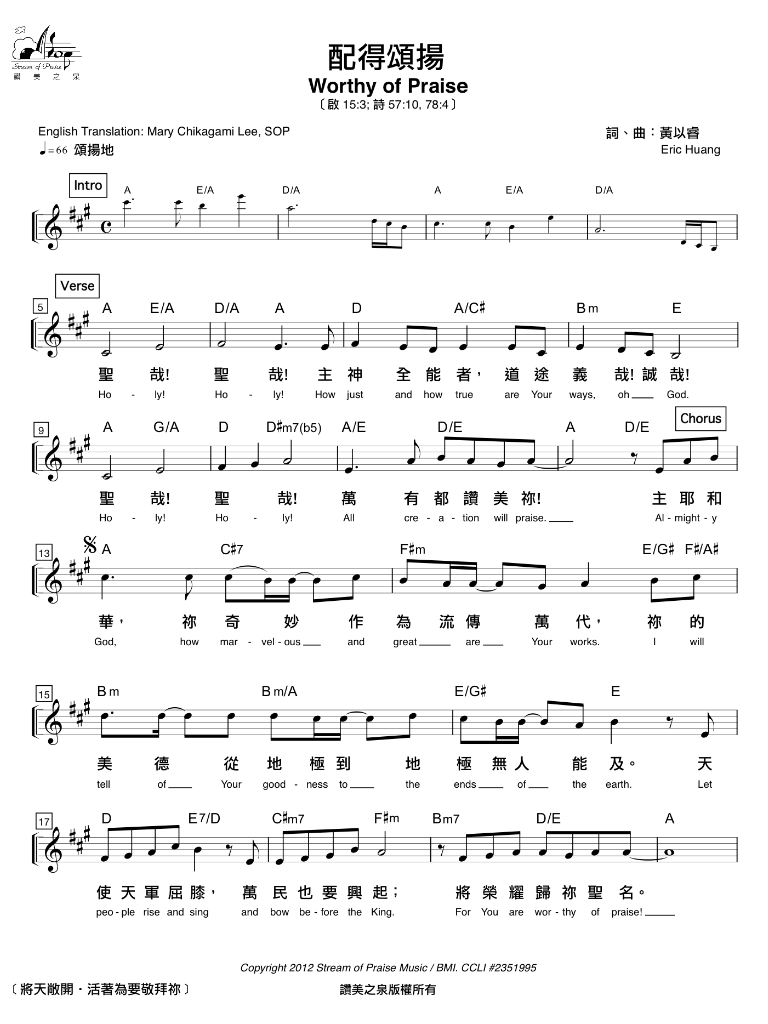 Stream of Praise
讚美之泉
配得頌揚
Worthy of Praise
〔啟 15:3; 詩 57:10, 78:4〕
English Translation: Mary Chikagami Lee, SOP
詞、曲：黃以睿
♩=66 頌揚地
Eric Huang
Intro
A E/A D/A A E/A D/A
Verse
5
A E/A D/A A D A/C# Bm E
聖 哉! 聖 哉! 主 神 全 能 者， 道 途 義 哉! 誠 哉!
Ho - ly! Ho - ly! How just and how true are Your ways, oh God.
Chorus
9
A G/A D D#m7(b5) A/E D/E A D/E
聖 哉! 聖 哉! 萬 有 都 讚 美 祢! 主 耶 和
Ho - ly! Ho - ly! All cre - a - tion will praise. Al - might - y
13
A C#7 F#m E/G# F#/A#
華， 祢 奇 妙 作 為 流 傳 萬 代， 祢 的
God, how mar - vel - ous and great are Your works. I will
15
Bm Bm/A E/G# E
美 德 從 地 極 到 地 極 無 人 能 及。 天
tell of Your good - ness to the ends of the earth. Let
17
D E7/D C#m7 F#m Bm7 D/E A
使 天 軍 屈 膝， 萬 民 也 要 興 起； 將 榮 耀 歸 祢 聖 名。
peo - ple rise and sing and bow be - fore the King. For You are wor - thy of praise!
Copyright 2012 Stream of Praise Music / BMI. CCLI #2351995
〔將天敞開・活著為要敬拜祢〕
讚美之泉版權所有